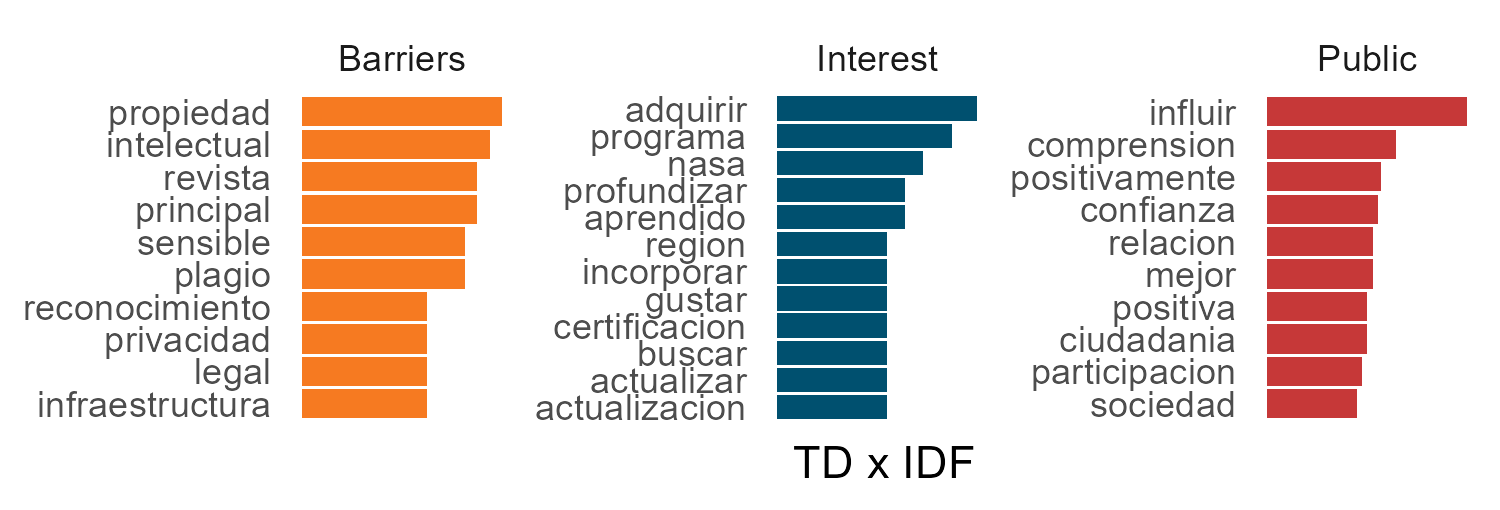 Barriers
propiedad
intelectual
revista
principal
sensible
plagio
reconocimiento
privacidad
legal
infraestructura
Interest
adquirir
programa
nasa
profundizar
aprendido
region
incorporar
gustar
certificacion
buscar
actualizar
actualizacion
Public
influir
comprension
positivamente
confianza
relacion
mejor
positiva
ciudadania
participacion
sociedad
TD x IDF